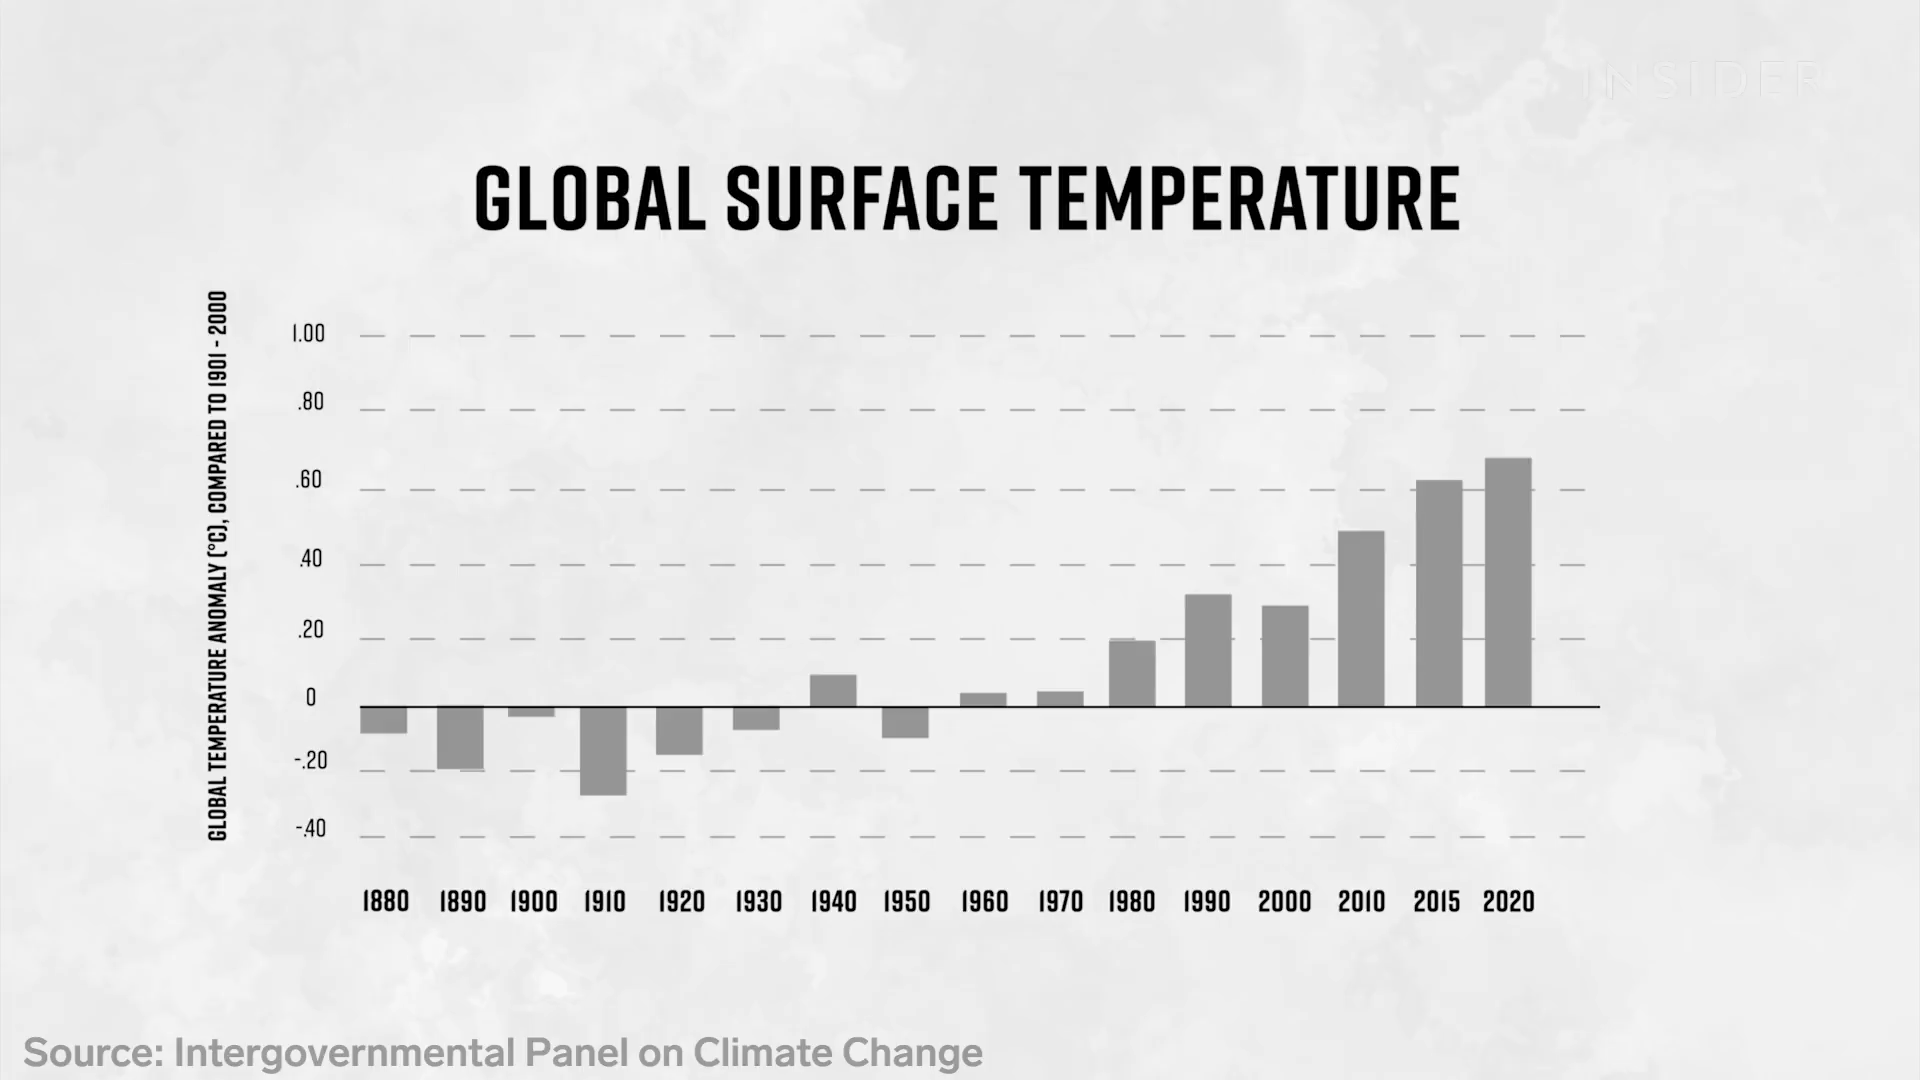 INSIDER
GLOBAL SURFACE TEMPERATURE
GLOBAL TEMPERATURE ANOMALY (°C), COMPARED TO 1901 - 2000
1.00
.80
.60
.40
.20
0
-.20
-.40
1880 1890 1900 1910 1920 1930 1940 1950 1960 1970 1980 1990 2000 2010 2015 2020
Source: Intergovernmental Panel on Climate Change